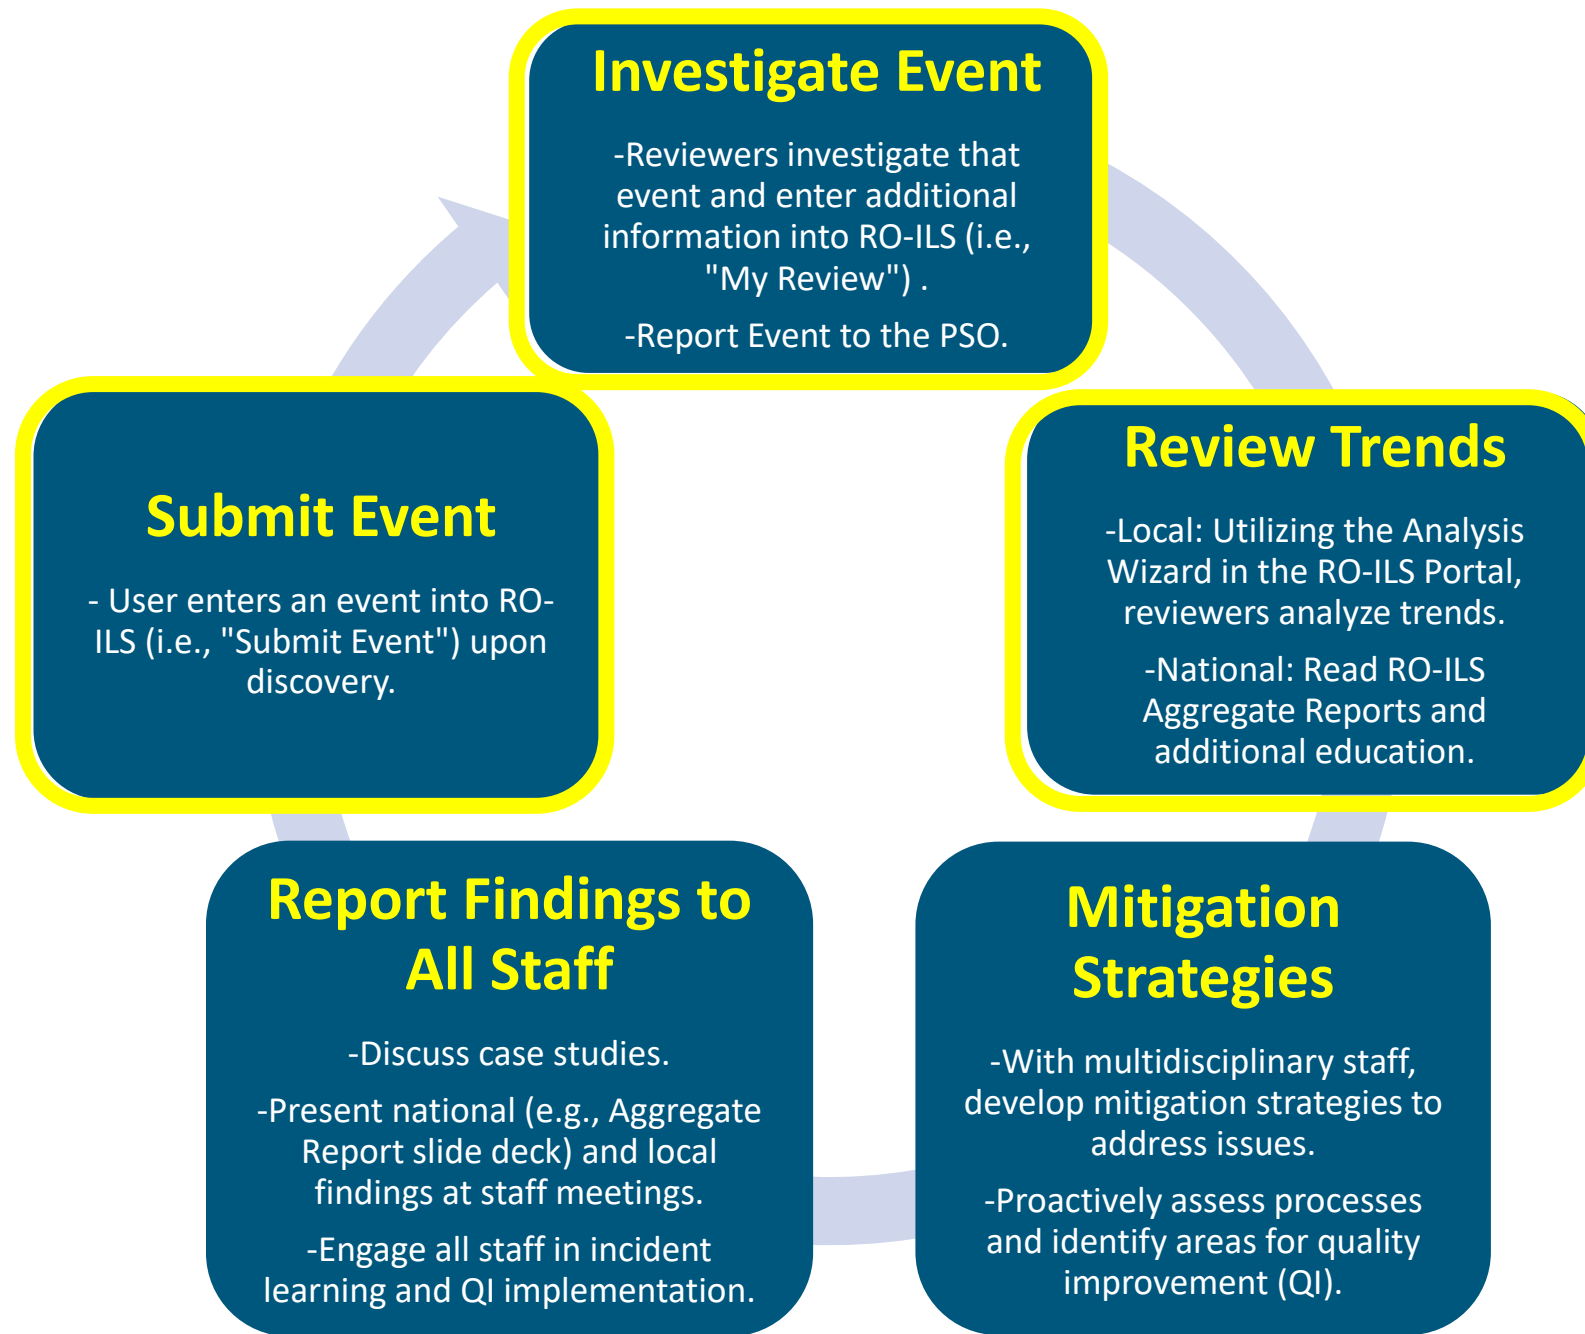 Investigate Event
-Reviewers investigate that
event and enter additional
information into RO-ILS (i.e.,
"My Review") .
-Report Event to the PSO.
Review Trends
-Local: Utilizing the Analysis
Wizard in the RO-ILS Portal,
reviewers analyze trends.
-National: Read RO-ILS
Aggregate Reports and
additional education.
Mitigation
Strategies
-With multidisciplinary staff,
develop mitigation strategies to
address issues.
-Proactively assess processes
and identify areas for quality
improvement (QI).
Report Findings to
All Staff
-Discuss case studies.
-Present national (e.g., Aggregate
Report slide deck) and local
findings at staff meetings.
-Engage all staff in incident
learning and QI implementation.
Submit Event
- User enters an event into RO-
ILS (i.e., "Submit Event") upon
discovery.